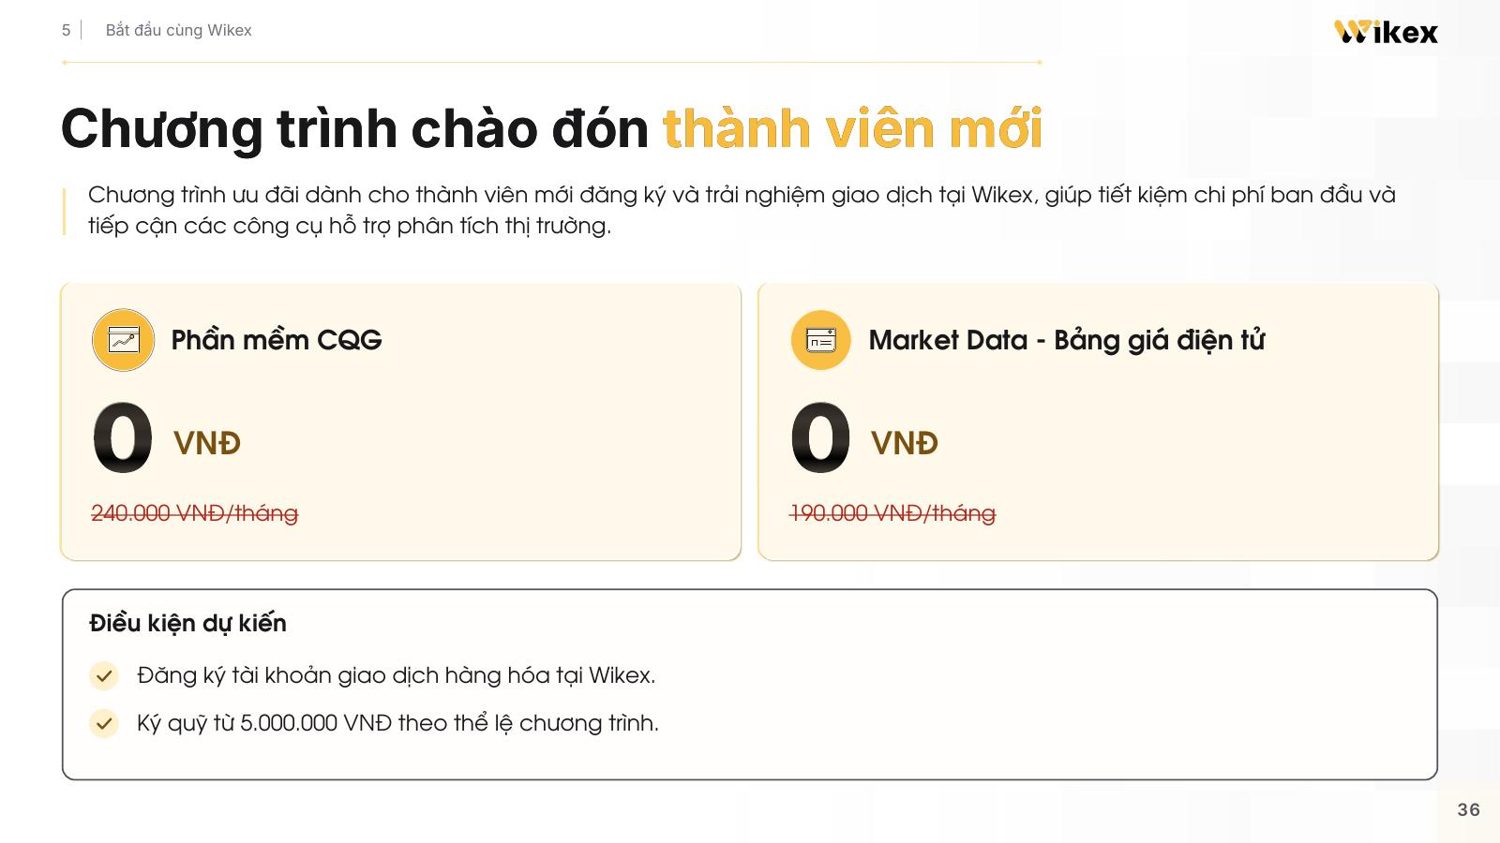 5
Bắt đầu cùng Wikex
Wikex
Chương trình chào đón thành viên mới
Chương trình ưu đãi dành cho thành viên mới đăng ký và trải nghiệm giao dịch tại Wikex, giúp tiết kiệm chi phí ban đầu và
tiếp cận các công cụ hỗ trợ phân tích thị trường.
Phần mềm CQG
0 VNĐ
240.000 VNĐ/tháng
Market Data - Bảng giá điện tử
0 VNĐ
190.000 VNĐ/tháng
Điều kiện dự kiến
Đăng ký tài khoản giao dịch hàng hóa tại Wikex.
Ký quỹ từ 5.000.000 VNĐ theo thể lệ chương trình.
36